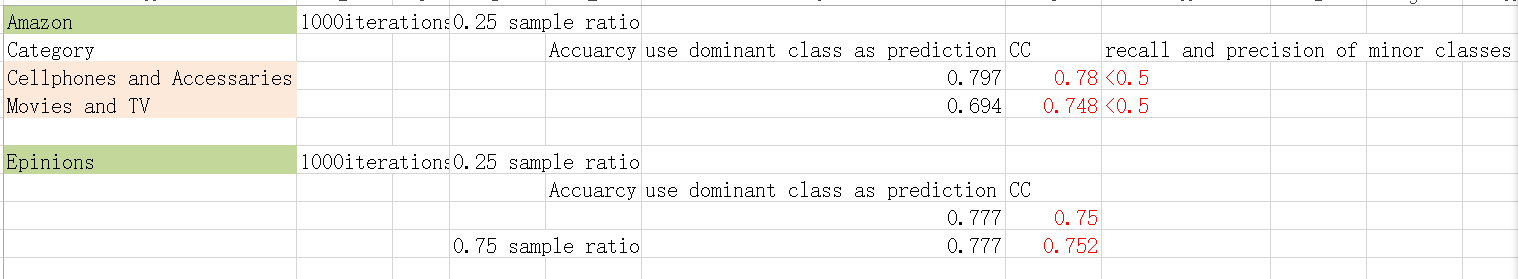 Amazon 1000iterations 0.25 sample ratio
Category Accuarcy use dominant class as prediction CC recall and precision of minor classes
Cellphones and Accessaries 0.797 0.78 <0.5
Movies and TV 0.694 0.748 <0.5
Epinions 1000iterations 0.25 sample ratio
Accuarcy use dominant class as prediction CC
0.777 0.75
0.75 sample ratio 0.777 0.752